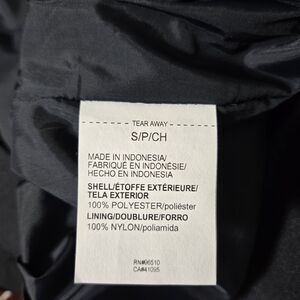 TEAR AWAY
S/P/CH
MADE IN INDONESIA/
FABRIQUÉ EN INDONÉSIE/
HECHO EN INDONESIA
SHELL/ÉTOFFE EXTÉRIEURE/
TELA EXTERIOR
100% POLYESTER/poliéster
LINING/DOUBLURE/FORRO
100% NYLON/poliamida
RN#96510
CA#41095